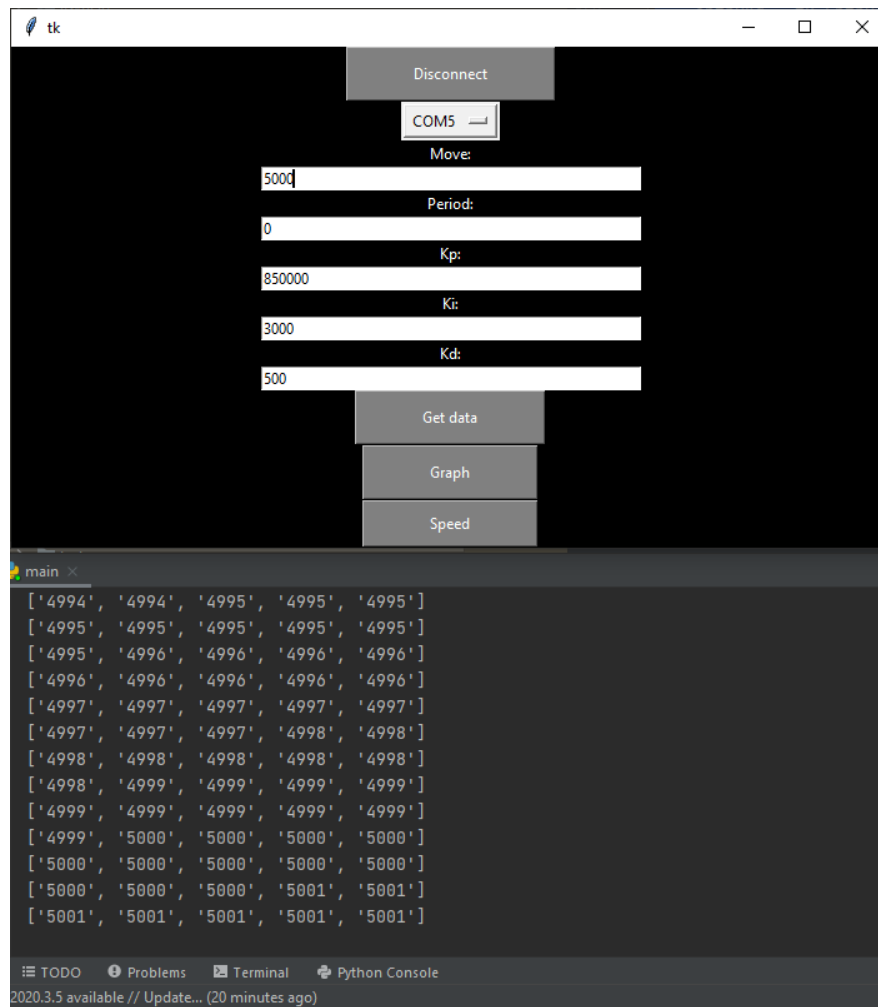 tk
Disconnect
COM5
Move:
5000
Period:
0
Kp:
850000
Ki:
3000
Kd:
500
Get data
Graph
Speed
main
['4994', '4994', '4995', '4995', '4995']
['4995', '4995', '4995', '4995', '4995']
['4995', '4996', '4996', '4996', '4996']
['4996', '4996', '4996', '4996', '4996']
['4997', '4997', '4997', '4997', '4997']
['4997', '4997', '4997', '4998', '4998']
['4998', '4998', '4998', '4998', '4998']
['4998', '4999', '4999', '4999', '4999']
['4999', '4999', '4999', '4999', '4999']
['4999', '5000', '5000', '5000', '5000']
['5000', '5000', '5000', '5000', '5000']
['5000', '5000', '5000', '5001', '5001']
['5001', '5001', '5001', '5001', '5001']
TODO Problems Terminal Python Console
2020.3.5 available // Update... (20 minutes ago)